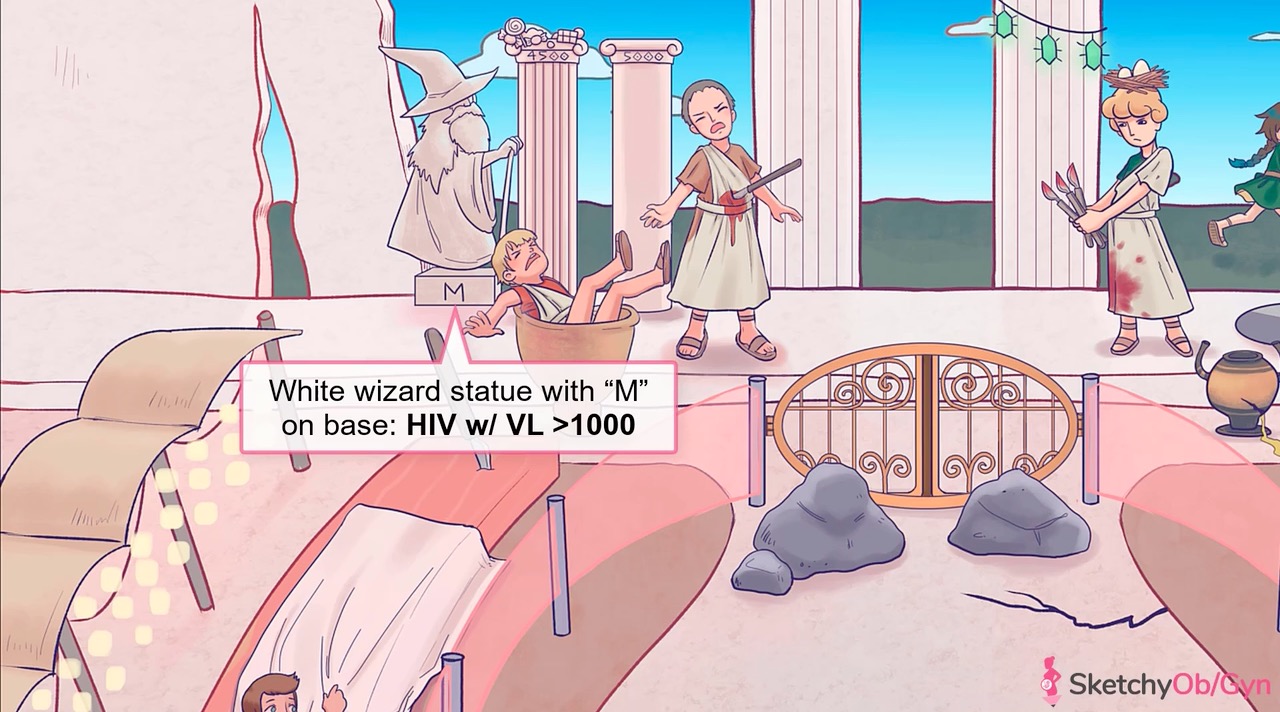 4500
5000
M
White wizard statue with “M”
on base: HIV w/ VL >1000
SketchyOb/Gyn